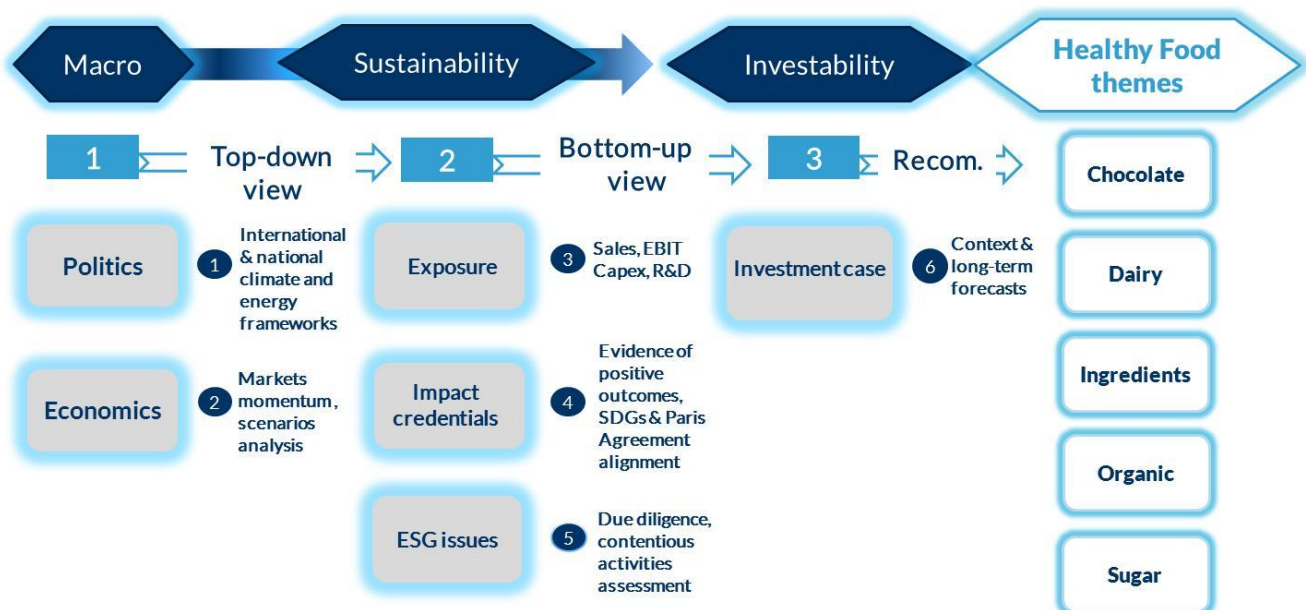 Macro
Sustainability
Investability
Healthy Food
themes
1
Top-down
view
2
Bottom-up
view
3
Recom.
Politics
1
International
& national
climate and
energy
frameworks
Economics
2
Markets
momentum,
scenarios
analysis
Exposure
3
Sales, EBIT
Capex, R&D
Impact
credentials
4
Evidence of
positive
outcomes,
SDGs & Paris
Agreement
alignment
ESG issues
5
Due diligence,
contentious
activities
assessment
Investment case
6
Context &
long-term
forecasts
Chocolate
Dairy
Ingredients
Organic
Sugar